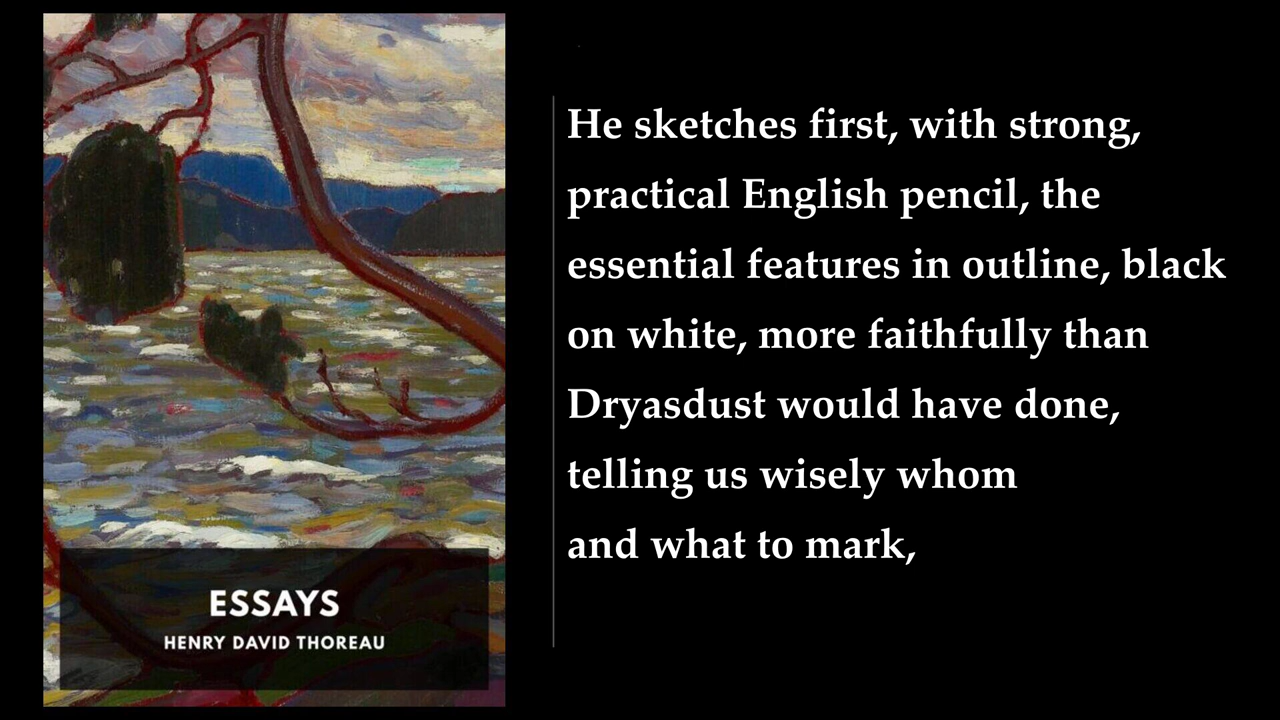 ESSAYS
HENRY DAVID THOREAU
He sketches first, with strong,
practical English pencil, the
essential features in outline, black
on white, more faithfully than
Dryasdust would have done,
telling us wisely whom
and what to mark,